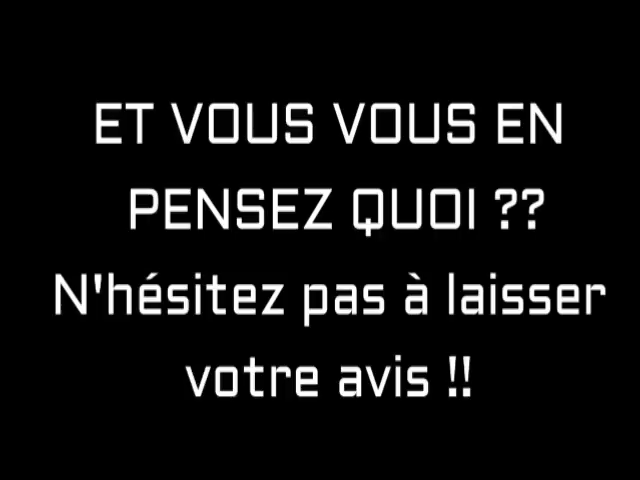 ET VOUS VOUS EN
PENSEZ QUOI ??
N'hésitez pas à laisser
votre avis !!